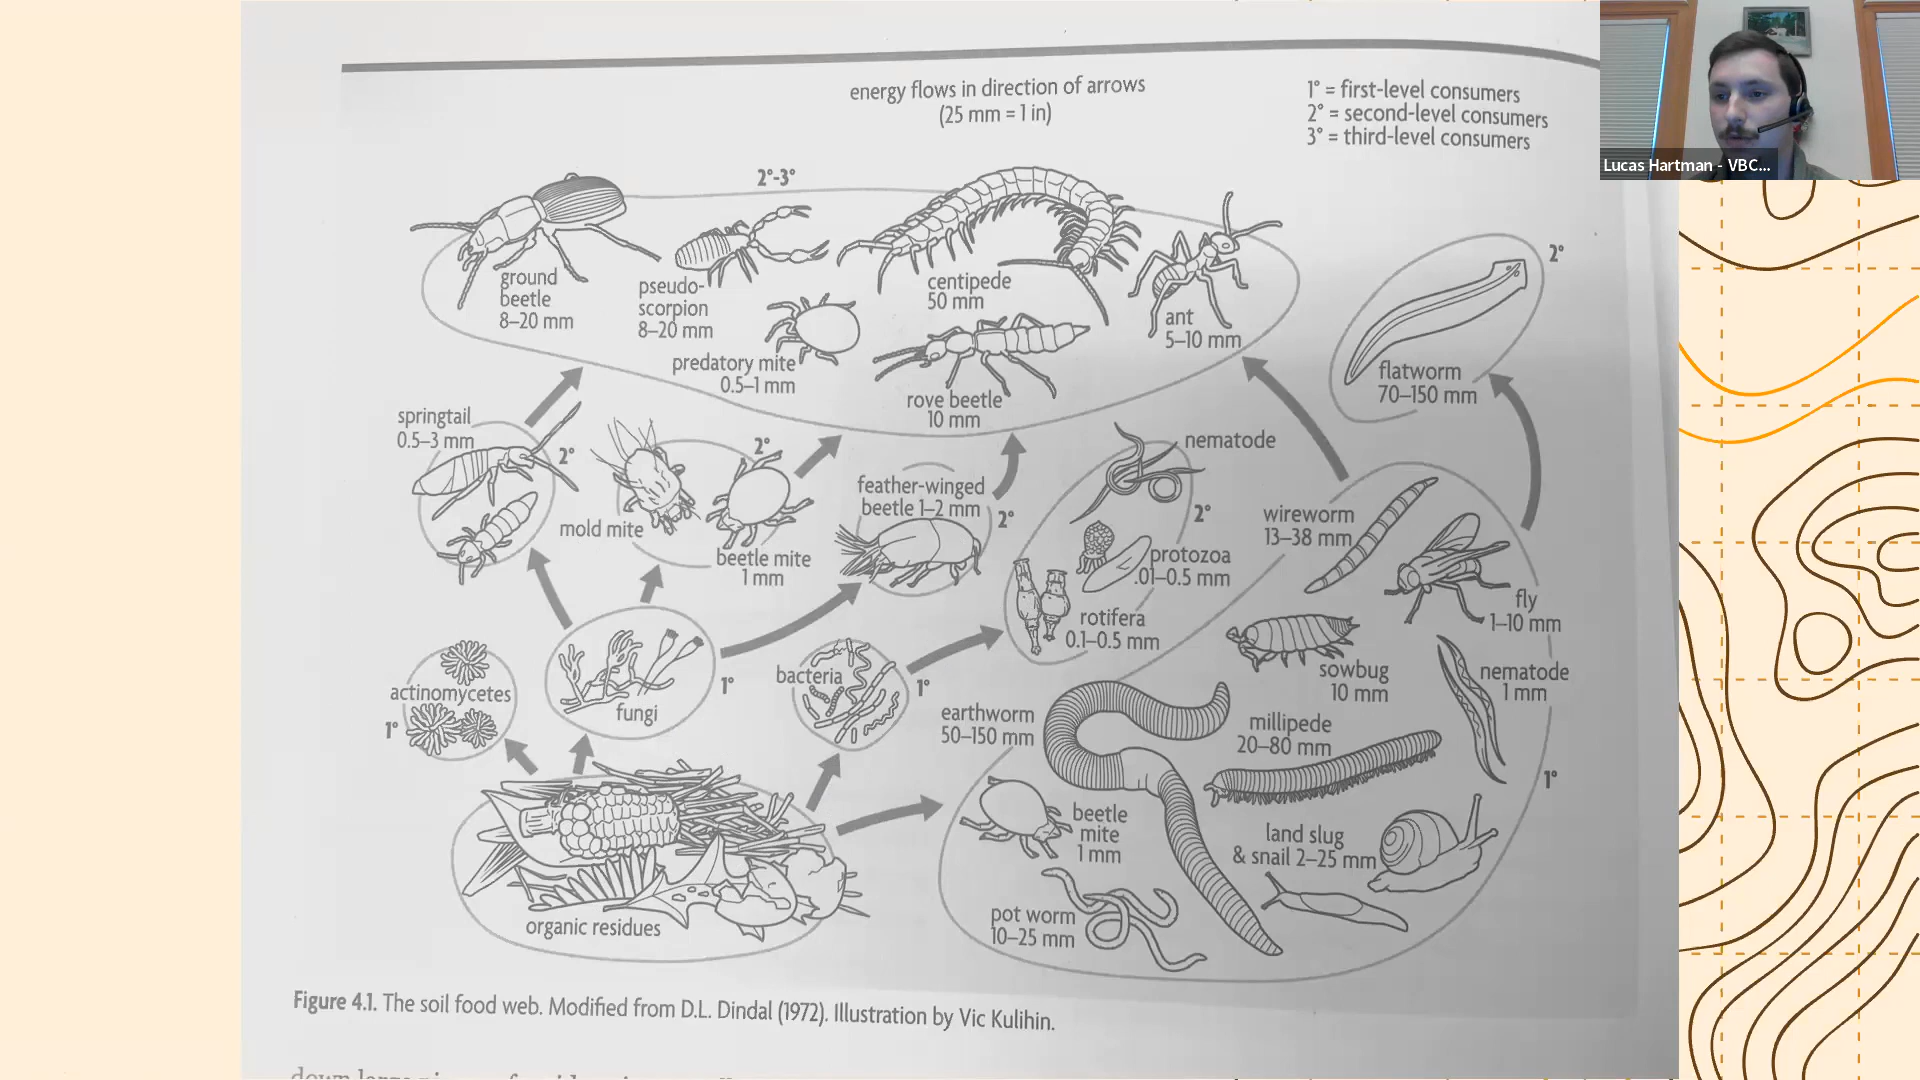 energy flows in direction of arrows
(25 mm = 1 in)
1° = first-level consumers
2° = second-level consumers
3° = third-level consumers
Lucas Hartman - VBC...
2°-3°
ground
beetle
8–20 mm
pseudo-
scorpion
8–20 mm
predatory mite
0.5–1 mm
centipede
50 mm
rove beetle
10 mm
ant
5–10 mm
2°
flatworm
70–150 mm
springtail
0.5–3 mm
2°
mold mite
2°
beetle mite
1 mm
feather-winged
beetle 1–2 mm
2°
nematode
2°
protozoa
.01–0.5 mm
rotifera
0.1–0.5 mm
wireworm
13–38 mm
fly
1–10 mm
sowbug
10 mm
nematode
1 mm
actinomycetes
1°
fungi
1°
bacteria
1°
earthworm
50–150 mm
millipede
20–80 mm
1°
beetle
mite
1 mm
land slug
& snail 2–25 mm
pot worm
10–25 mm
organic residues
Figure 4.1. The soil food web. Modified from D.L. Dindal (1972). Illustration by Vic Kulihin.
down large